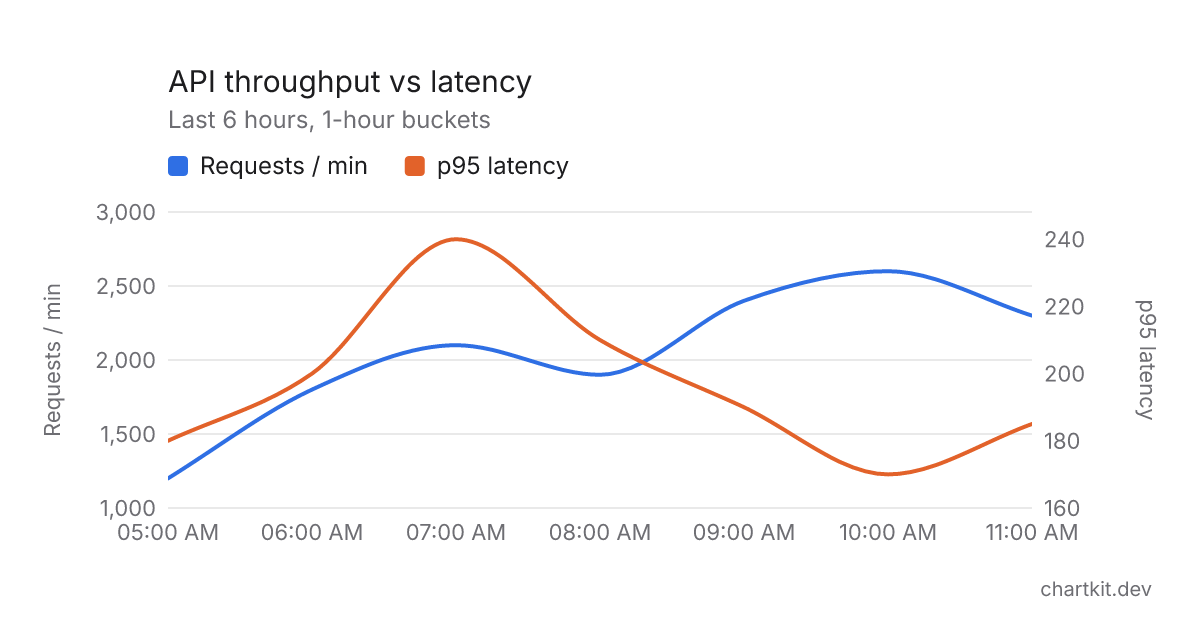 API throughput vs latency
Last 6 hours, 1-hour buckets
Requests / min
p95 latency
3,000
2,500
2,000
1,500
1,000
Requests / min
240
220
200
180
160
p95 latency
05:00 AM
06:00 AM
07:00 AM
08:00 AM
09:00 AM
10:00 AM
11:00 AM
chartkit.dev